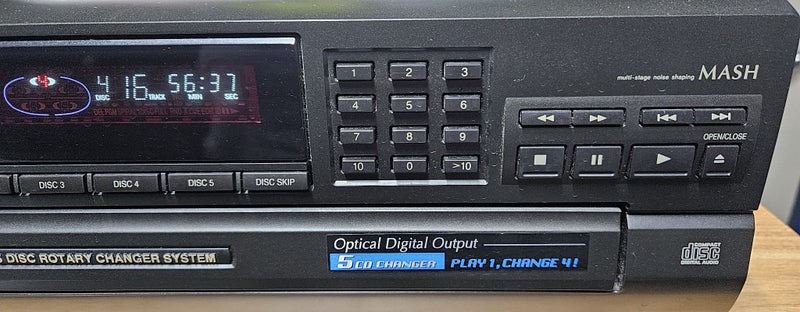 1 2 3
multi-stage noise shaping MASH
4 16 56:37
DISC TRACK MIN SEC
4 5 6
7 8 9
OPEN/CLOSE
10 0 >10
DISC 3 DISC 4 DISC 5 DISC SKIP
Optical Digital Output
DISC ROTARY CHANGER SYSTEM
5 CD CHANGER PLAY 1, CHANGE 4!
COMPACT
disc
DIGITAL AUDIO